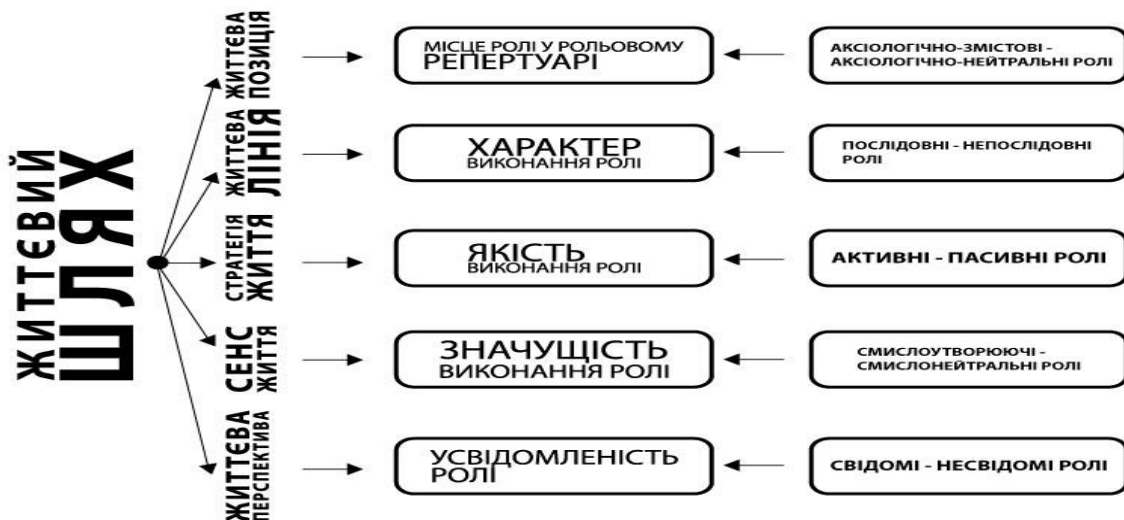 ЖИТТЄВИЙ
ШЛЯХ
ЖИТТЄВА
ПОЗИЦІЯ
МІСЦЕ РОЛІ У РОЛЬОВОМУ
РЕПЕРТУАРІ
АКСІОЛОГІЧНО-ЗМІСТОВІ -
АКСІОЛОГІЧНО-НЕЙТРАЛЬНІ РОЛІ
ЖИТТЄВА
ЛІНІЯ
ХАРАКТЕР
ВИКОНАННЯ РОЛІ
ПОСЛІДОВНІ - НЕПОСЛІДОВНІ
РОЛІ
СТРАТЕГІЯ
ЖИТТЯ
ЯКІСТЬ
ВИКОНАННЯ РОЛІ
АКТИВНІ - ПАСИВНІ РОЛІ
СЕНС
ЖИТТЯ
ЗНАЧУЩІСТЬ
ВИКОНАННЯ РОЛІ
СМИСЛОУТВОРЮЮЧІ -
СМИСЛОНЕЙТРАЛЬНІ РОЛІ
ЖИТТЄВА
ПЕРСПЕКТИВА
УСВІДОМЛЕНІСТЬ
РОЛІ
СВІДОМІ - НЕСВІДОМІ РОЛІ